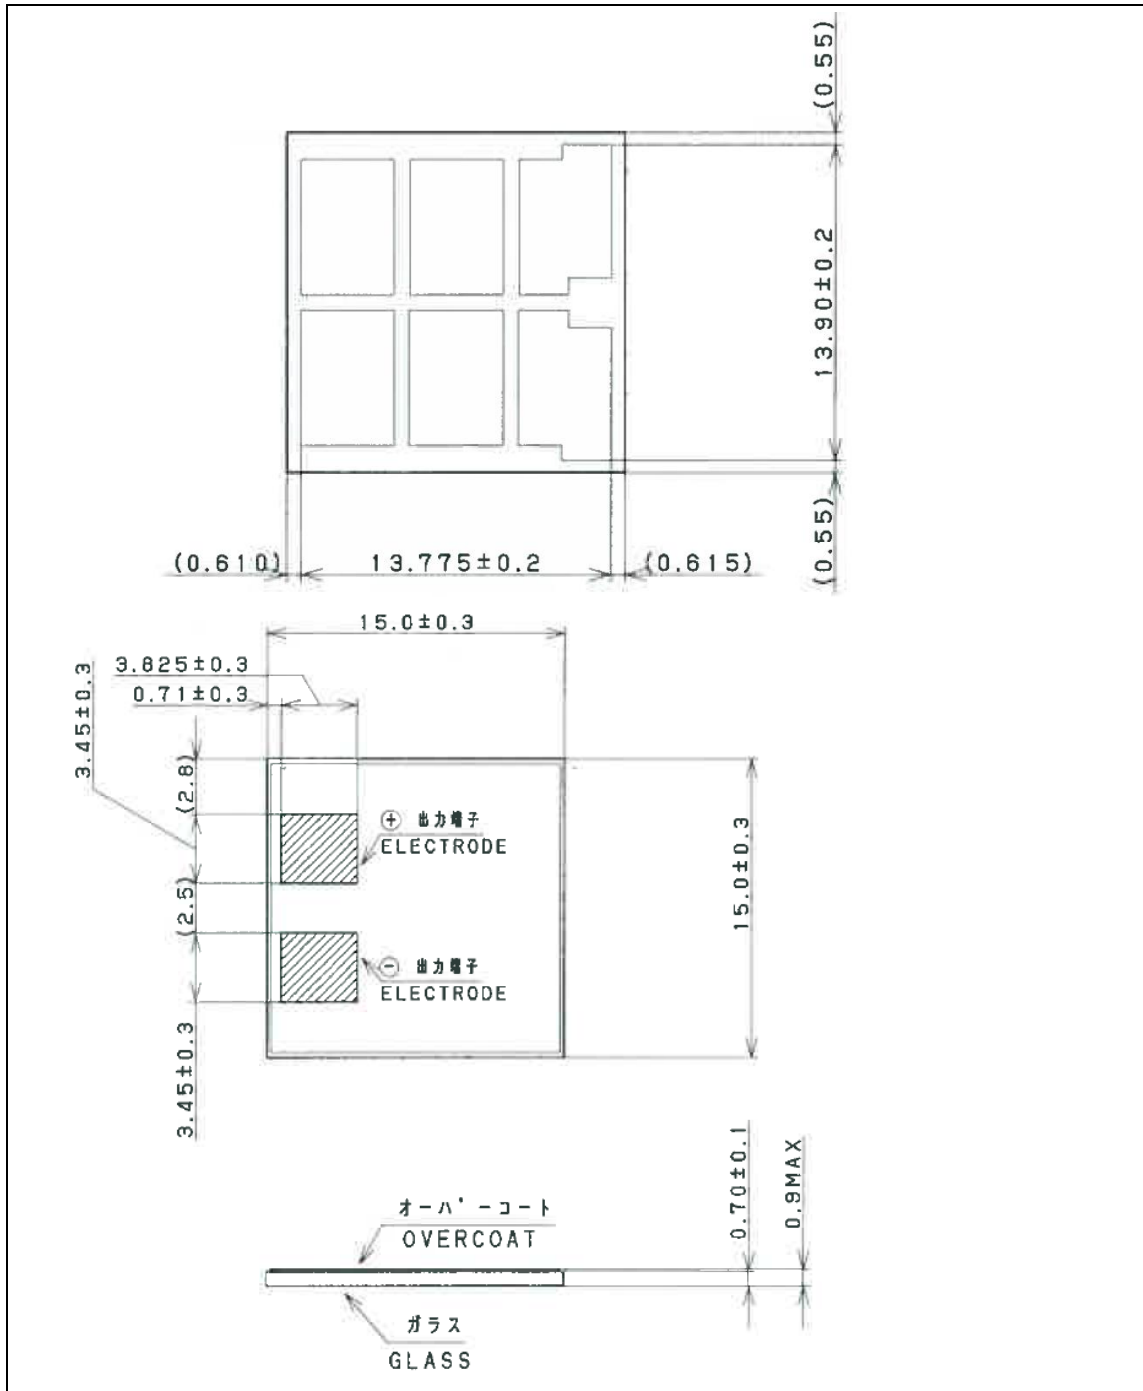 (0.55)
13.90±0.2
(0.55)
(0.610)
13.775±0.2
(0.615)
15.0±0.3
3.825±0.3
0.71±0.3
3.45±0.3
(2.8)
⊕ 出力端子
ELECTRODE
(2.5)
15.0±0.3
⊖ 出力端子
ELECTRODE
3.45±0.3
0.70±0.1
0.9MAX
オーバーコート
OVERCOAT
ガラス
GLASS